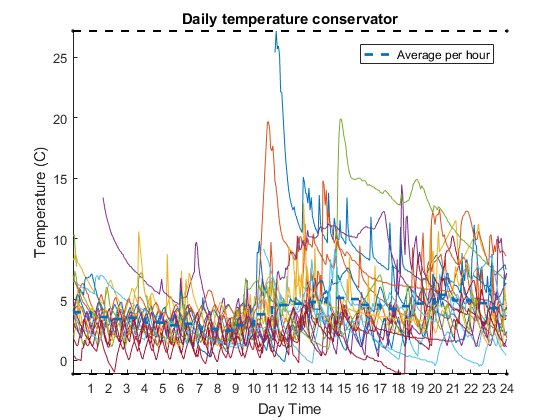 Daily temperature conservator
Average per hour
Temperature (C)
25
20
15
10
5
0
1 2 3 4 5 6 7 8 9 10 11 12 13 14 15 16 17 18 19 20 21 22 23 24
Day Time